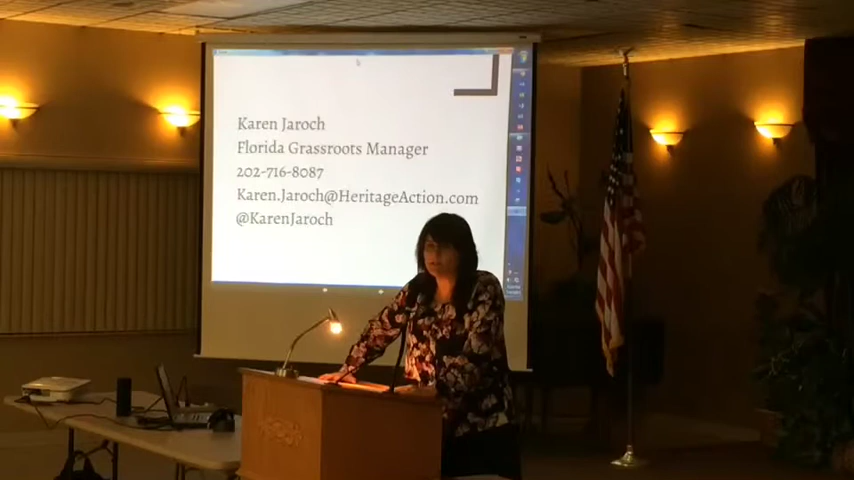 Karen Jaroch
Florida Grassroots Manager
202-716-8087
Karen.Jaroch@HeritageAction.com
@KarenJaroch